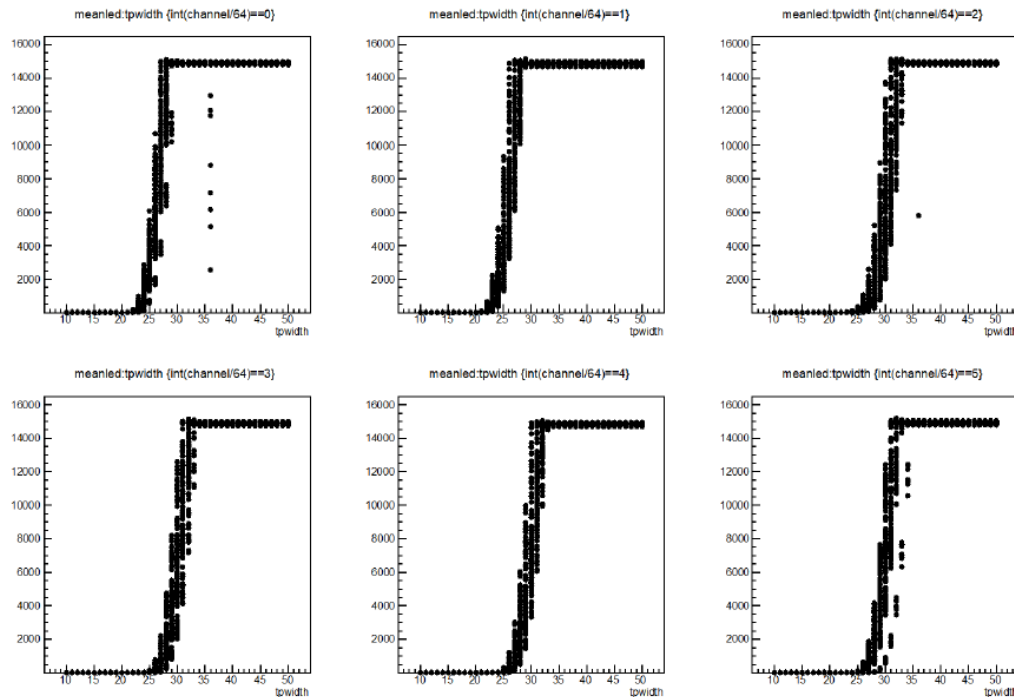 meanled:tpwidth {int(channel/64)==0}
16000
14000
12000
10000
8000
6000
4000
2000
10 15 20 25 30 35 40 45 50
tpwidth
meanled:tpwidth {int(channel/64)==1}
16000
14000
12000
10000
8000
6000
4000
2000
10 15 20 25 30 35 40 45 50
tpwidth
meanled:tpwidth {int(channel/64)==2}
16000
14000
12000
10000
8000
6000
4000
2000
10 15 20 25 30 35 40 45 50
tpwidth
meanled:tpwidth {int(channel/64)==3}
16000
14000
12000
10000
8000
6000
4000
2000
10 15 20 25 30 35 40 45 50
tpwidth
meanled:tpwidth {int(channel/64)==4}
16000
14000
12000
10000
8000
6000
4000
2000
10 15 20 25 30 35 40 45 50
tpwidth
meanled:tpwidth {int(channel/64)==5}
16000
14000
12000
10000
8000
6000
4000
2000
10 15 20 25 30 35 40 45 50
tpwidth